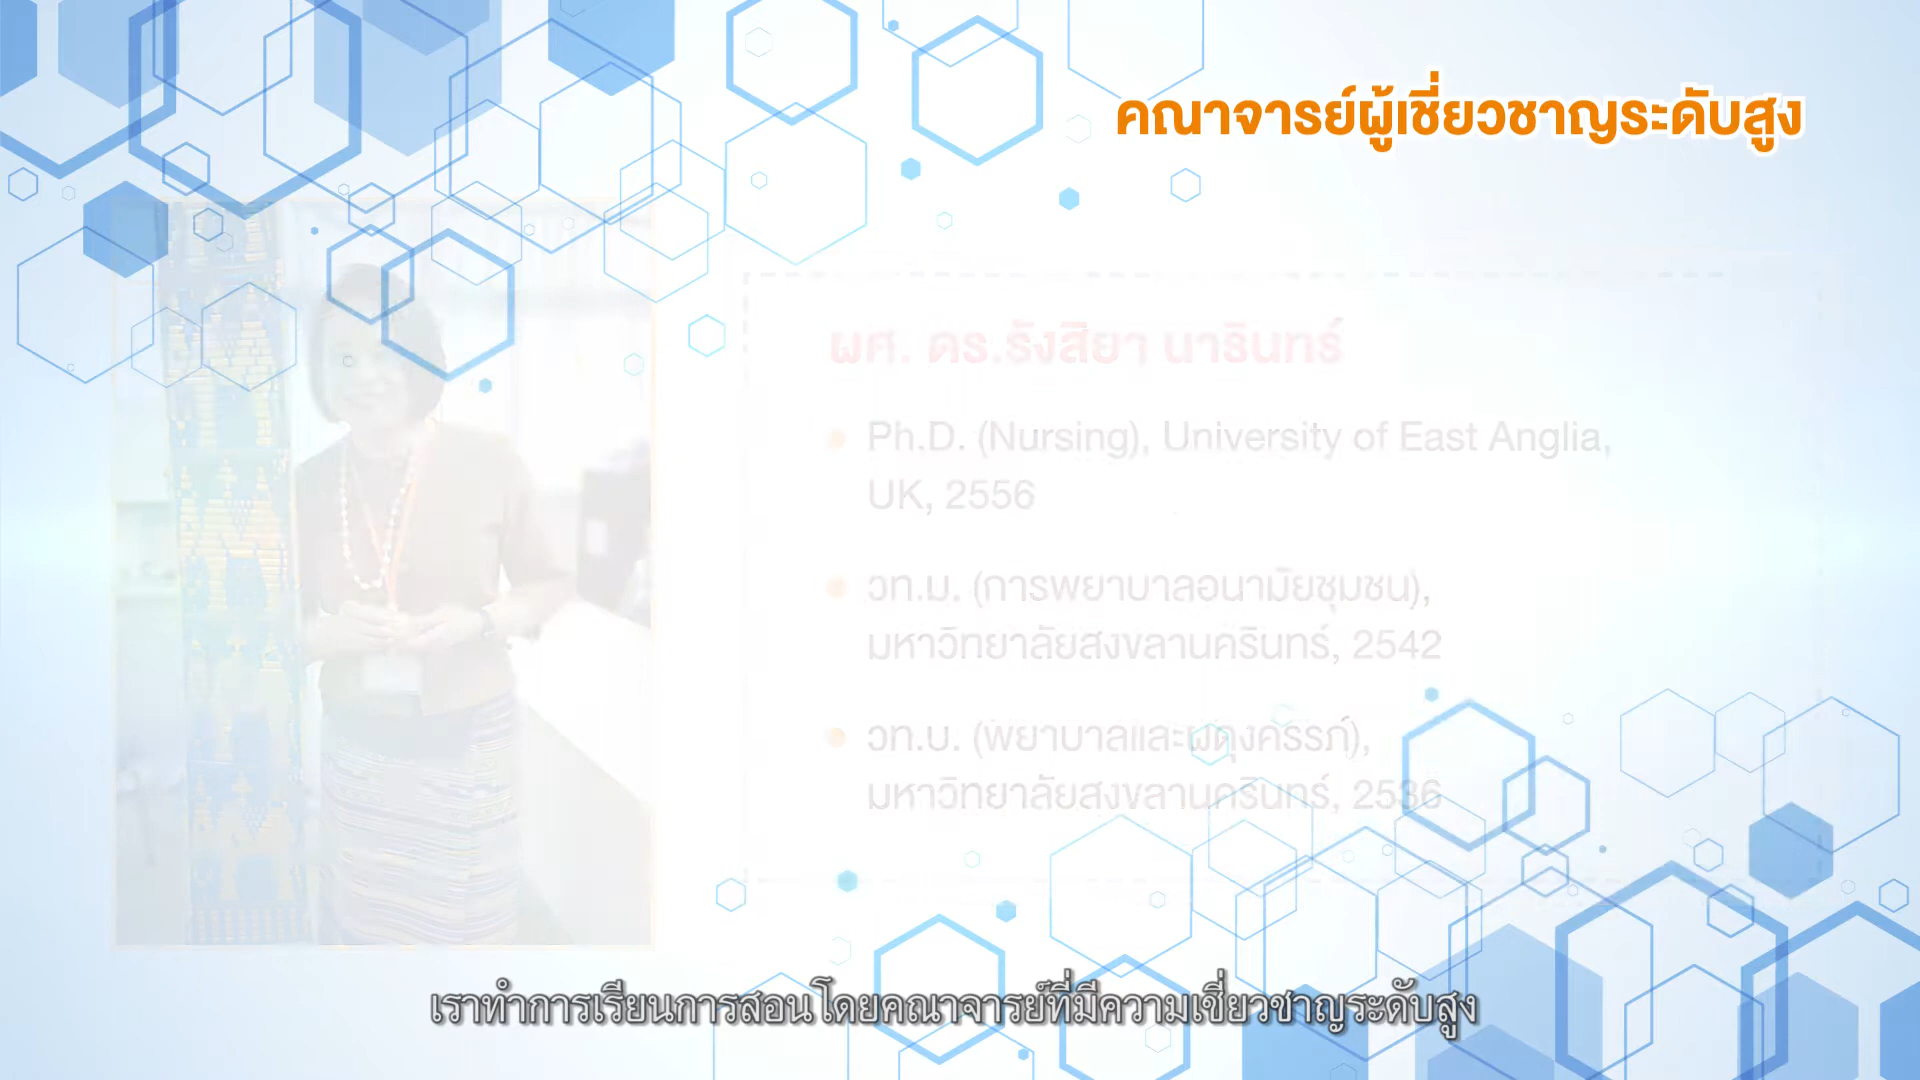 คณาจารย์ผู้เชี่ยวชาญระดับสูง
ผศ. ดร.รังสิยา นารินทร์
Ph.D. (Nursing), University of East Anglia,
UK, 2556
วท.ม. (การพยาบาลอนามัยชุมชน),
มหาวิทยาลัยสงขลานครินทร์, 2542
วท.บ. (พยาบาลและผดุงครรภ์),
มหาวิทยาลัยสงขลานครินทร์, 2536
เราทำการเรียนการสอนโดยคณาจารย์ที่มีความเชี่ยวชาญระดับสูง